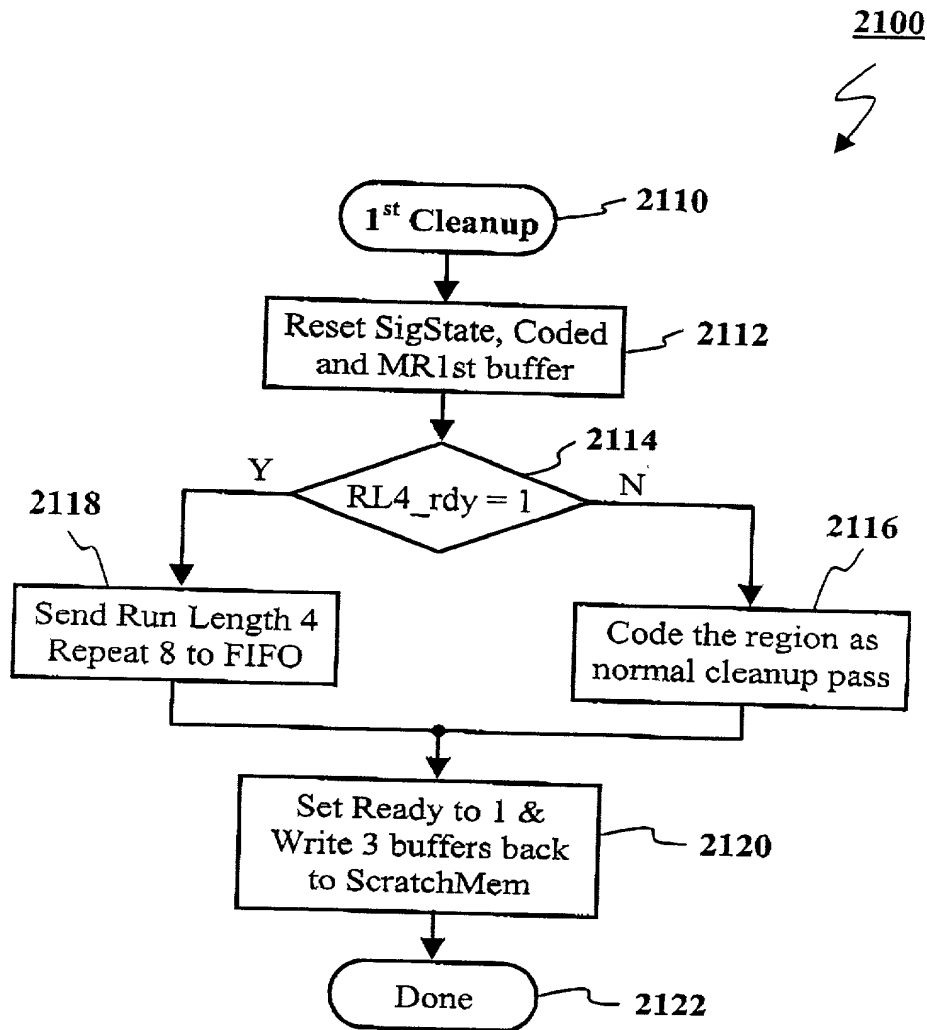 2100
1st Cleanup
2110
Reset SigState, Coded
and MR1st buffer
2112
2114
Y
RL4_rdy = 1
N
2118
2116
Send Run Length 4
Repeat 8 to FIFO
Code the region as
normal cleanup pass
Set Ready to 1 &
Write 3 buffers back
to ScratchMem
2120
Done
2122